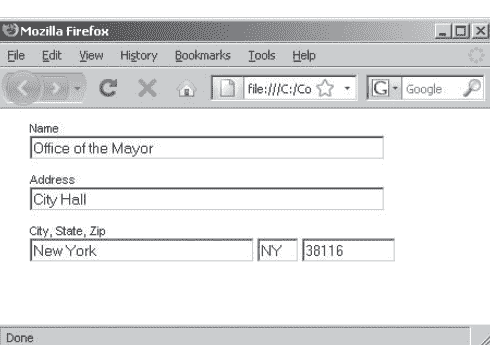 Mozilla Firefox
File Edit View History Bookmarks Tools Help
file:///C:/Co G Google
Name
Office of the Mayor
Address
City Hall
City, State, Zip
New York NY 38116
Done